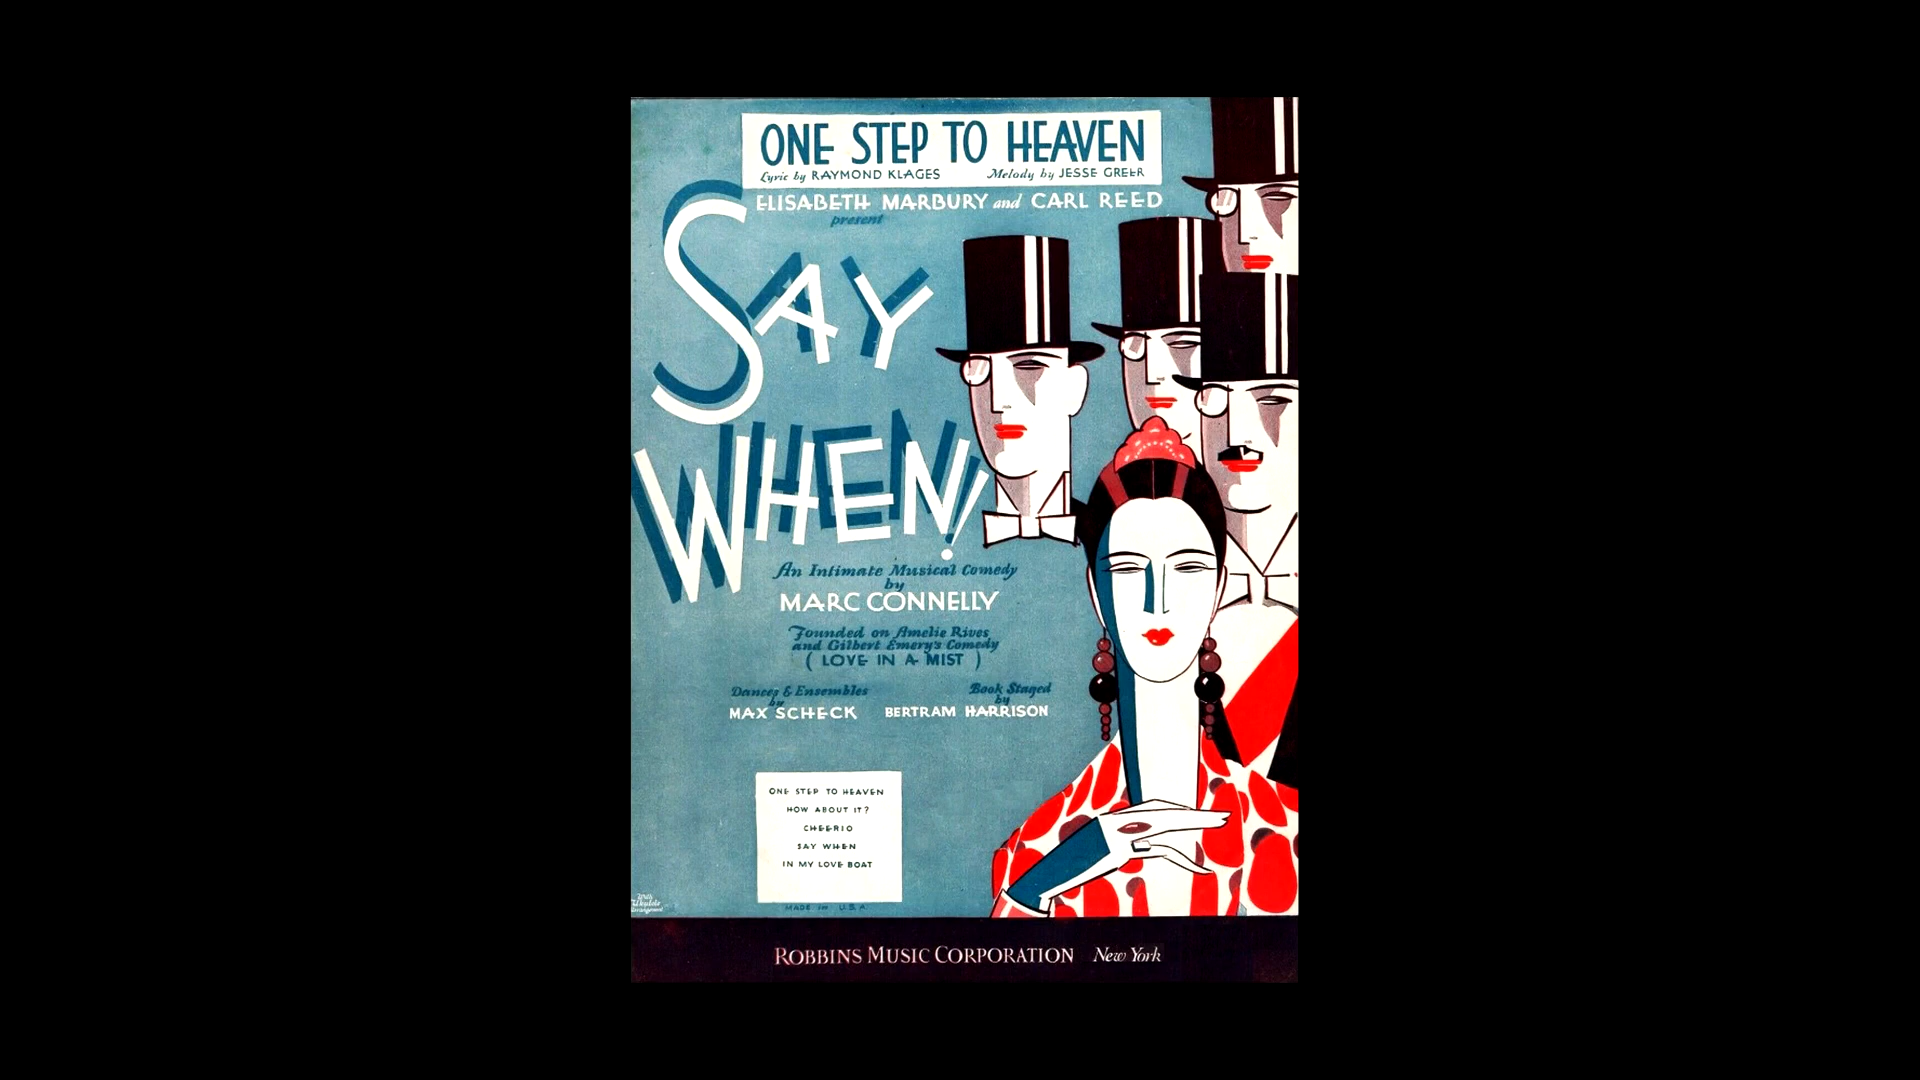 ONE STEP TO HEAVEN
Lyric by RAYMOND KLAGES Melody by JESSE GREER
ELISABETH MARBURY and CARL REED
present
SAY
WHEN!
An Intimate Musical Comedy
by
MARC CONNELLY
Founded on Amelie Rives
and Gilbert Emery's Comedy
( LOVE IN A MIST )
Dances & Ensembles Book Staged
by by
MAX SCHECK BERTRAM HARRISON
ONE STEP TO HEAVEN
HOW ABOUT IT?
CHEERIO
SAY WHEN
IN MY LOVE BOAT
With
Ukulele
Arrangement
MADE in U.S.A.
ROBBINS MUSIC CORPORATION New York